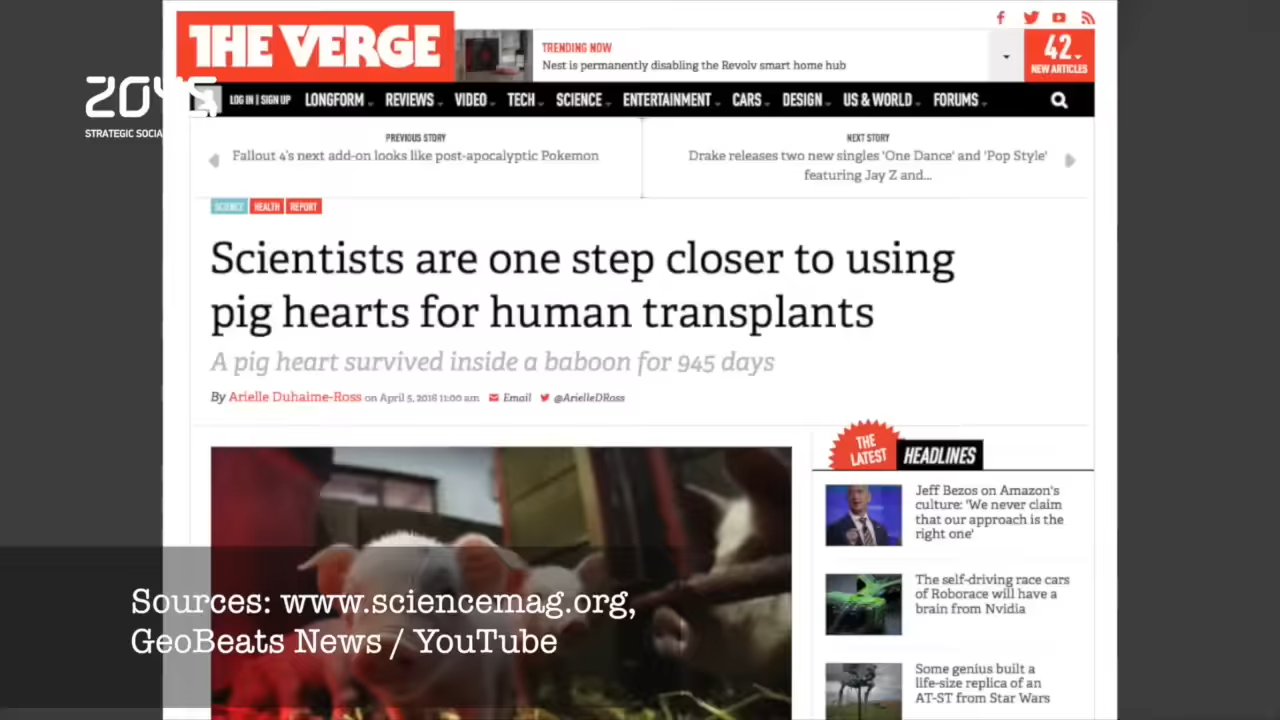 THE VERGE
TRENDING NOW
Nest is permanently disabling the Revolv smart home hub
42
NEW ARTICLES
2045
STRATEGIC SOCIA
LOG IN | SIGN UP LONGFORM REVIEWS VIDEO TECH SCIENCE ENTERTAINMENT CARS DESIGN US & WORLD FORUMS
PREVIOUS STORY
Fallout 4's next add-on looks like post-apocalyptic Pokemon
NEXT STORY
Drake releases two new singles 'One Dance' and 'Pop Style'
featuring Jay Z and...
SCIENCE HEALTH REPORT
Scientists are one step closer to using
pig hearts for human transplants
A pig heart survived inside a baboon for 945 days
By Arielle Duhaime-Ross on April 5, 2016 11:00 am Email @ArielleDRoss
THE
LATEST
HEADLINES
Jeff Bezos on Amazon's
culture: 'We never claim
that our approach is the
right one'
The self-driving race cars
of Roborace will have a
brain from Nvidia
Some genius built a
life-size replica of an
AT-ST from Star Wars
Sources: www.sciencemag.org,
GeoBeats News / YouTube